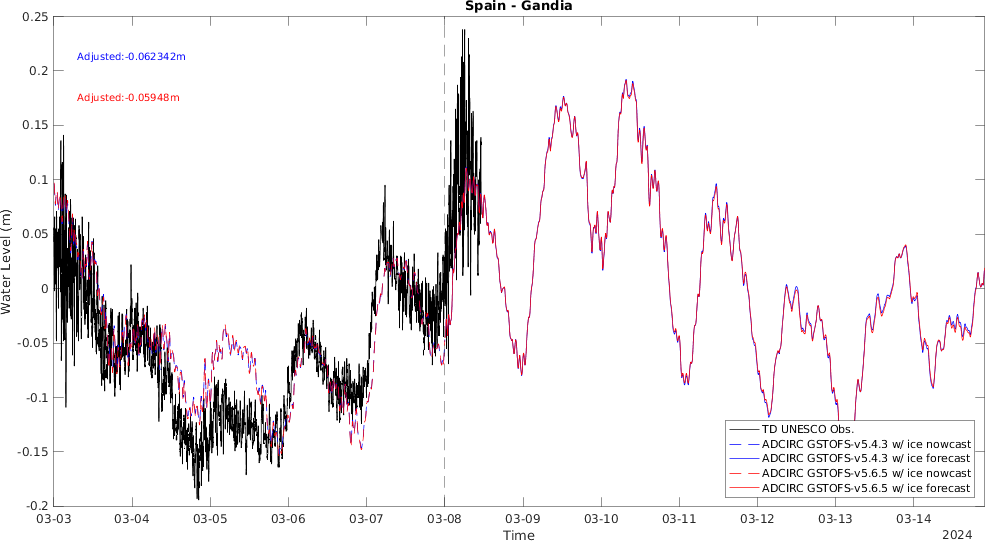 Spain - Gandia
0.25
0.2
0.15
0.1
0.05
0
-0.05
-0.1
-0.15
-0.2
Water Level (m)
Adjusted:-0.062342m
Adjusted:-0.05948m
TD UNESCO Obs.
ADCIRC GSTOFS-v5.4.3 w/ ice nowcast
ADCIRC GSTOFS-v5.4.3 w/ ice forecast
ADCIRC GSTOFS-v5.6.5 w/ ice nowcast
ADCIRC GSTOFS-v5.6.5 w/ ice forecast
03-03 03-04 03-05 03-06 03-07 03-08 03-09 03-10 03-11 03-12 03-13 03-14
Time
2024